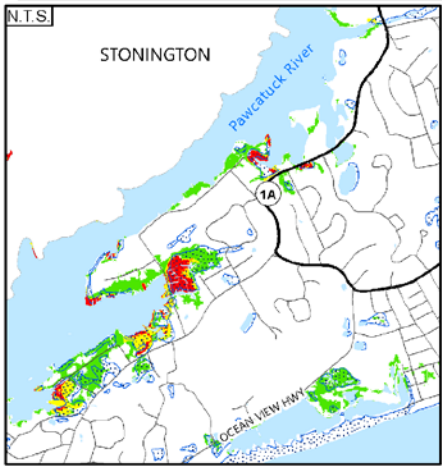 N.T.S.
STONINGTON
Pawcatuck River
1A
OCEAN VIEW HWY